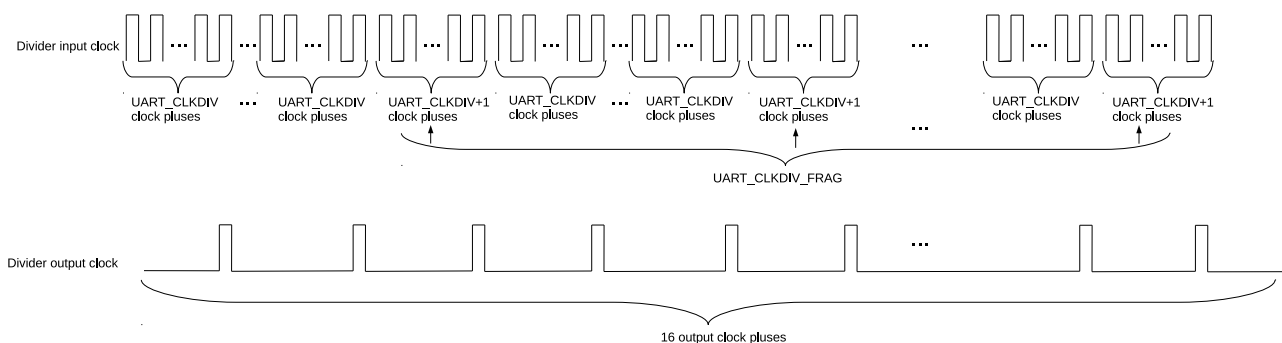 Divider input clock
... ... ... ... ... ... ... ... ... ... ...
UART_CLKDIV
clock pluses
...
UART_CLKDIV
clock pluses
UART_CLKDIV+1
clock pluses
UART_CLKDIV
clock pluses
...
UART_CLKDIV
clock pluses
UART_CLKDIV+1
clock pluses
...
UART_CLKDIV
clock pluses
UART_CLKDIV+1
clock pluses
UART_CLKDIV_FRAG
Divider output clock
...
16 output clock pluses